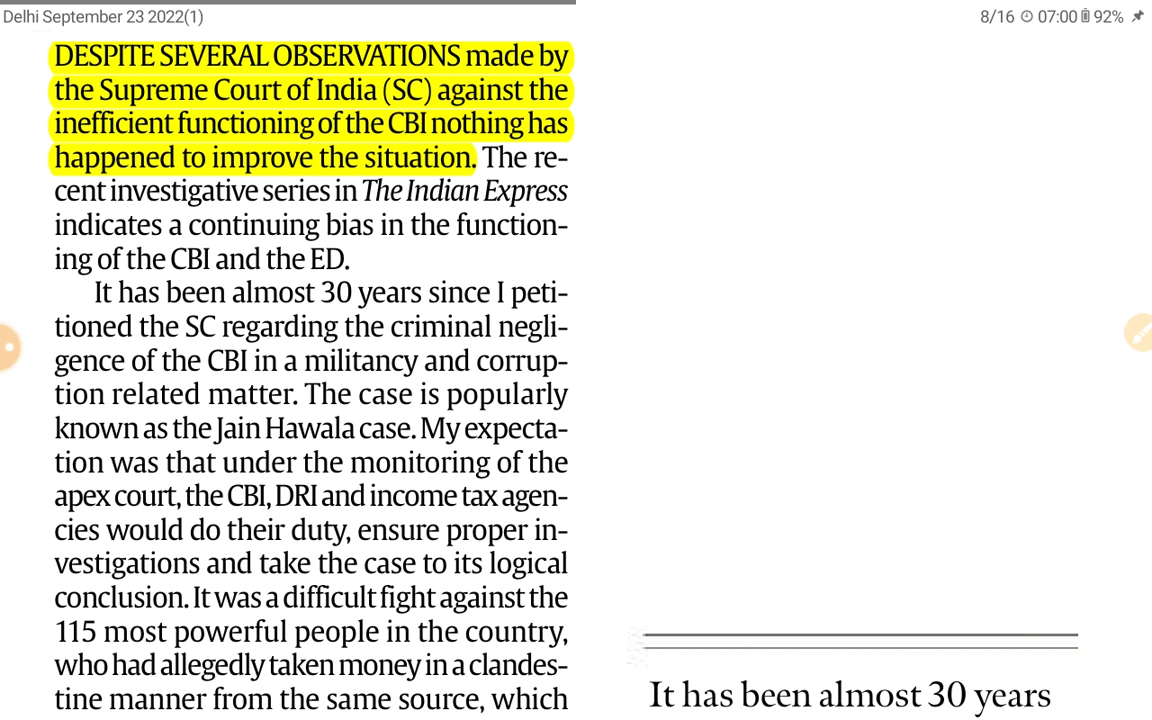 Delhi September 23 2022(1)
8/16 07:00 92%
DESPITE SEVERAL OBSERVATIONS made by
the Supreme Court of India (SC) against the
inefficient functioning of the CBI nothing has
happened to improve the situation. The re-
cent investigative series in The Indian Express
indicates a continuing bias in the function-
ing of the CBI and the ED.
It has been almost 30 years since I peti-
tioned the SC regarding the criminal negli-
gence of the CBI in a militancy and corrup-
tion related matter. The case is popularly
known as the Jain Hawala case. My expecta-
tion was that under the monitoring of the
apex court, the CBI, DRI and income tax agen-
cies would do their duty, ensure proper in-
vestigations and take the case to its logical
conclusion. It was a difficult fight against the
115 most powerful people in the country,
who had allegedly taken money in a clandes-
tine manner from the same source, which
It has been almost 30 years